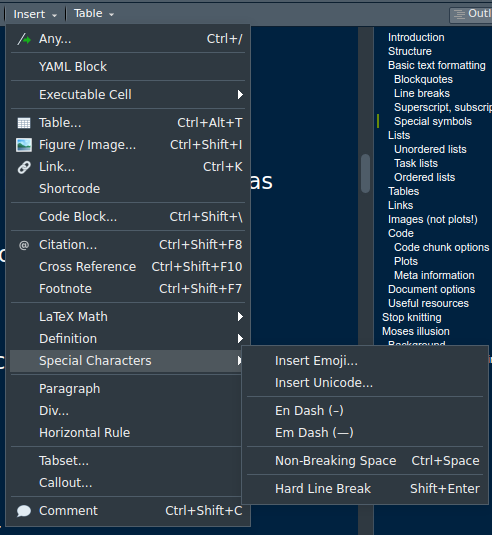 Insert Table Outl
Any... Ctrl+/
YAML Block
Executable Cell
Table... Ctrl+Alt+T
Figure / Image... Ctrl+Shift+I
Link... Ctrl+K
Shortcode
Code Block... Ctrl+Shift+\
Citation... Ctrl+Shift+F8
Cross Reference Ctrl+Shift+F10
Footnote Ctrl+Shift+F7
LaTeX Math
Definition
Special Characters
Paragraph
Div...
Horizontal Rule
Tabset...
Callout...
Comment Ctrl+Shift+C
Insert Emoji...
Insert Unicode...
En Dash (–)
Em Dash (—)
Non-Breaking Space Ctrl+Space
Hard Line Break Shift+Enter
as
Introduction
Structure
Basic text formatting
Blockquotes
Line breaks
Superscript, subscrip
Special symbols
Lists
Unordered lists
Task lists
Ordered lists
Tables
Links
Images (not plots!)
Code
Code chunk options
Plots
Meta information
Document options
Useful resources
Stop knitting
Moses illusion
Background